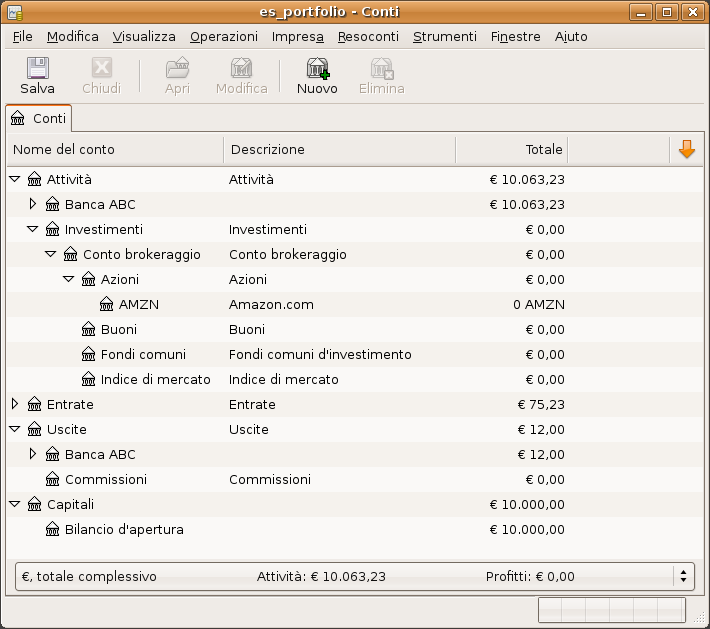 es_portfolio - Conti
File Modifica Visualizza Operazioni Impresa Resoconti Strumenti Finestre Aiuto
Salva Chiudi Apri Modifica Nuovo Elimina
Conti
Nome del conto Descrizione Totale
Attività Attività € 10.063,23
Banca ABC € 10.063,23
Investimenti Investimenti € 0,00
Conto brokeraggio Conto brokeraggio € 0,00
Azioni Azioni € 0,00
AMZN Amazon.com 0 AMZN
Buoni Buoni € 0,00
Fondi comuni Fondi comuni d'investimento € 0,00
Indice di mercato Indice di mercato € 0,00
Entrate Entrate € 75,23
Uscite Uscite € 12,00
Banca ABC € 12,00
Commissioni Commissioni € 0,00
Capitali € 10.000,00
Bilancio d'apertura € 10.000,00
€, totale complessivo Attività: € 10.063,23 Profitti: € 0,00